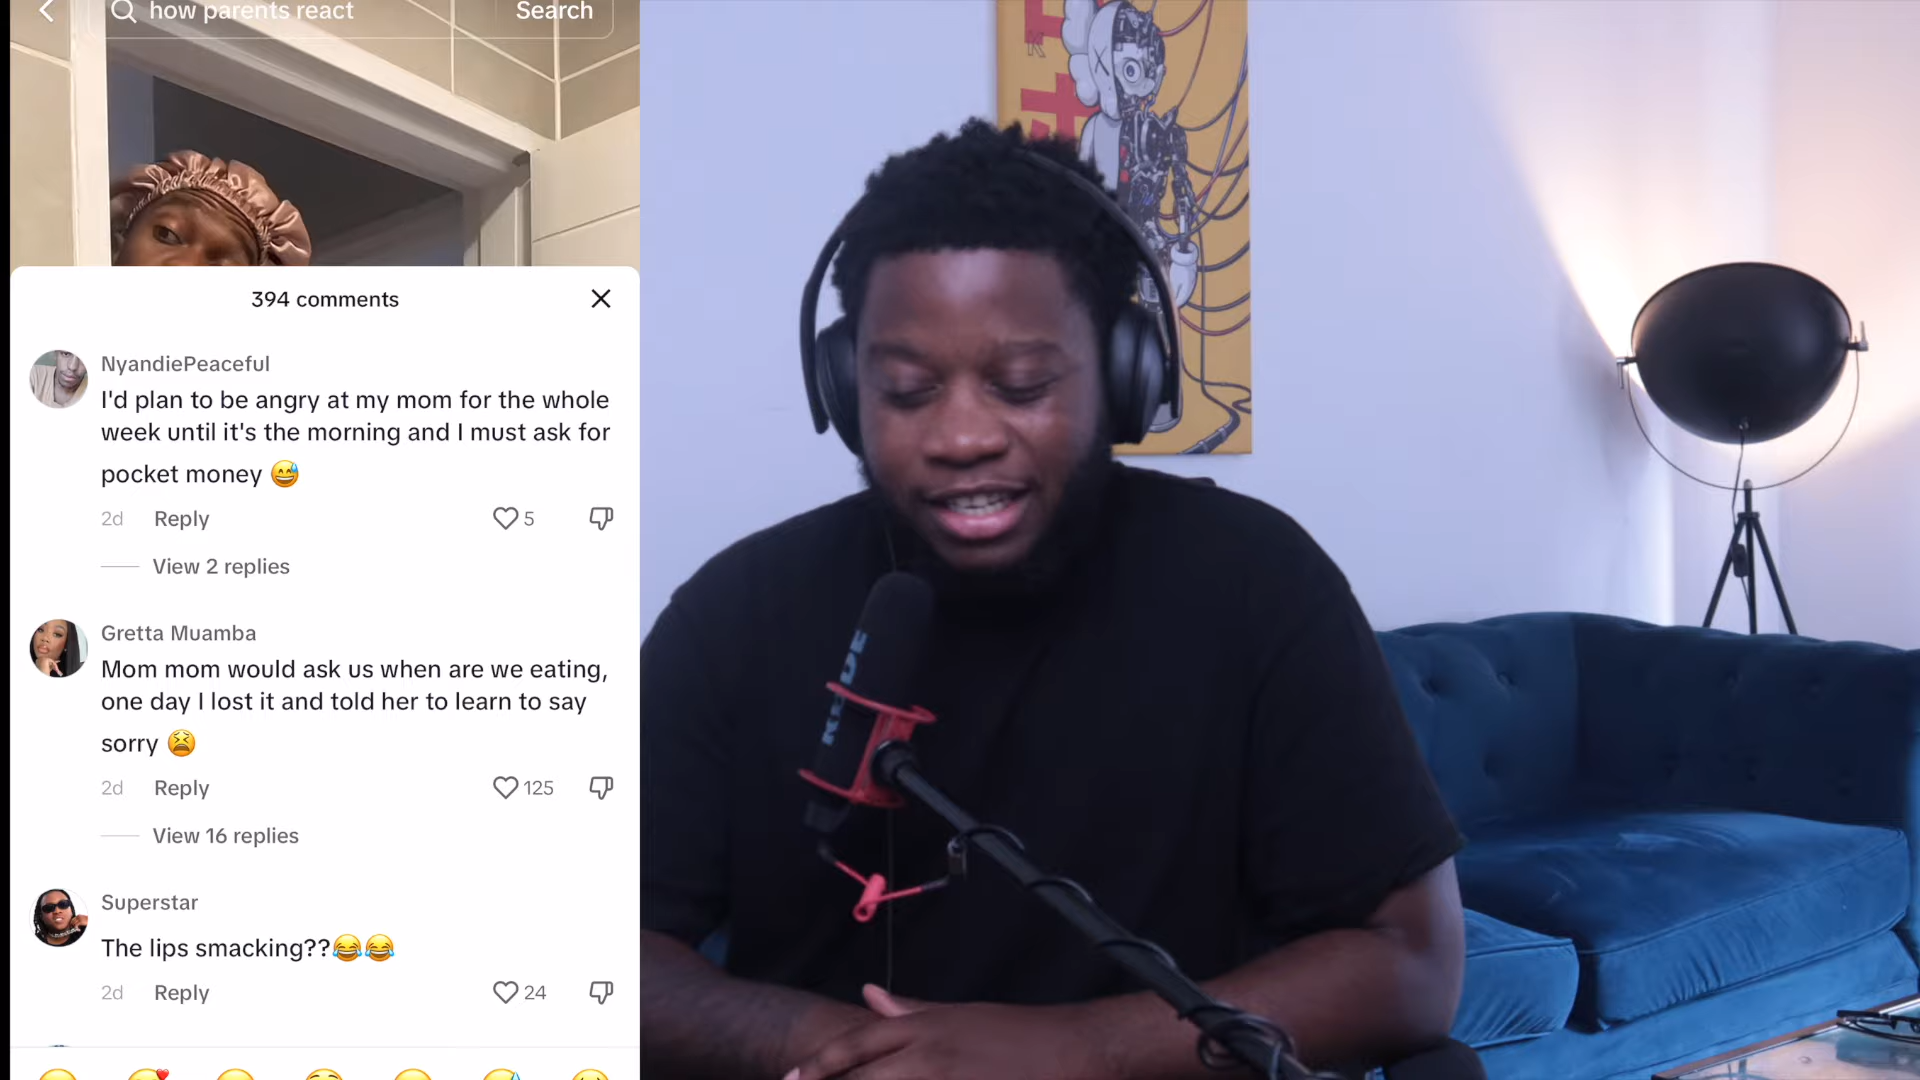 how parents react
Search
394 comments
NyandiePeaceful
I'd plan to be angry at my mom for the whole
week until it's the morning and I must ask for
pocket money 😅
2d Reply 5
View 2 replies
Gretta Muamba
Mom mom would ask us when are we eating,
one day I lost it and told her to learn to say
sorry 😫
2d Reply 125
View 16 replies
Superstar
The lips smacking??😂😂
2d Reply 24
RØDE
K